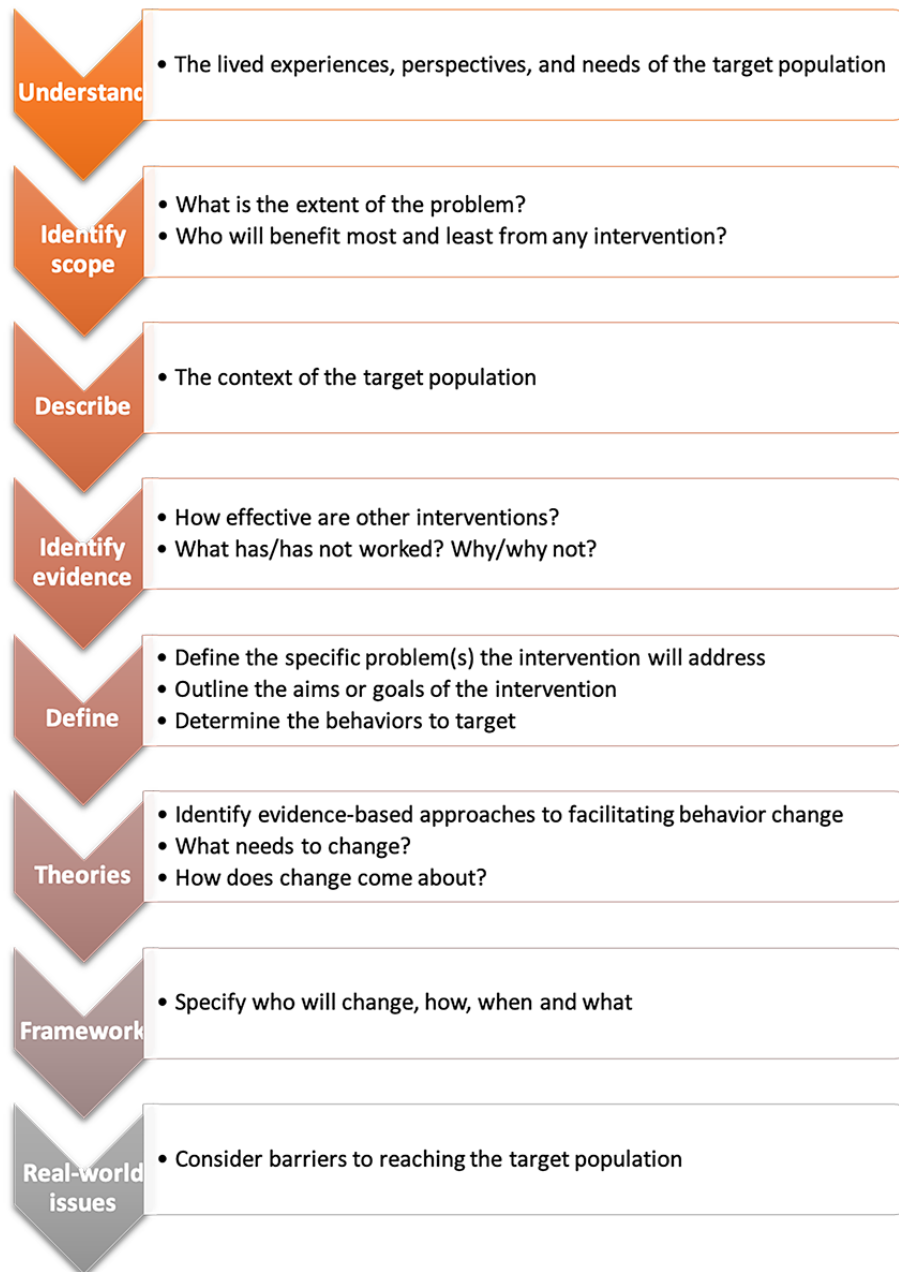 Understand
• The lived experiences, perspectives, and needs of the target population
Identify
scope
• What is the extent of the problem?
• Who will benefit most and least from any intervention?
Describe
• The context of the target population
Identify
evidence
• How effective are other interventions?
• What has/has not worked? Why/why not?
Define
• Define the specific problem(s) the intervention will address
• Outline the aims or goals of the intervention
• Determine the behaviors to target
Theories
• Identify evidence-based approaches to facilitating behavior change
• What needs to change?
• How does change come about?
Framework
• Specify who will change, how, when and what
Real-world
issues
• Consider barriers to reaching the target population